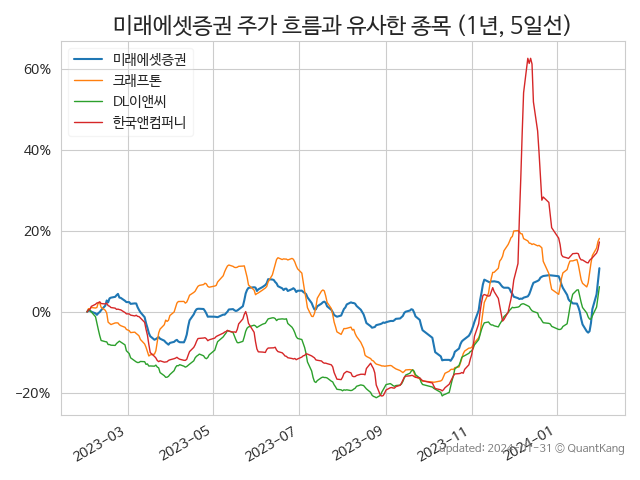 미래에셋증권 주가 흐름과 유사한 종목 (1년, 5일선)
미래에셋증권
크래프톤
DL이앤씨
한국앤컴퍼니
60%
40%
20%
0%
−20%
2023-03
2023-05
2023-07
2023-09
2023-11
2024-01
updated: 2024-01-31 © QuantKang